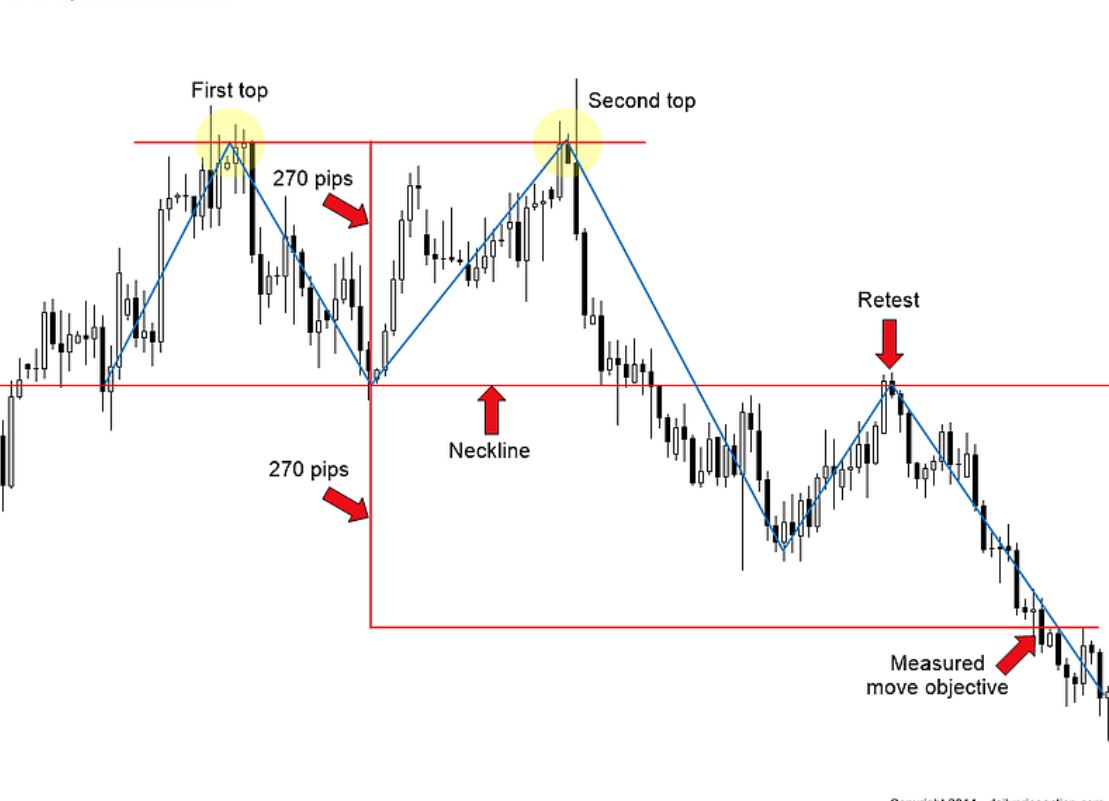 First top
Second top
270 pips
Retest
Neckline
270 pips
Measured
move objective